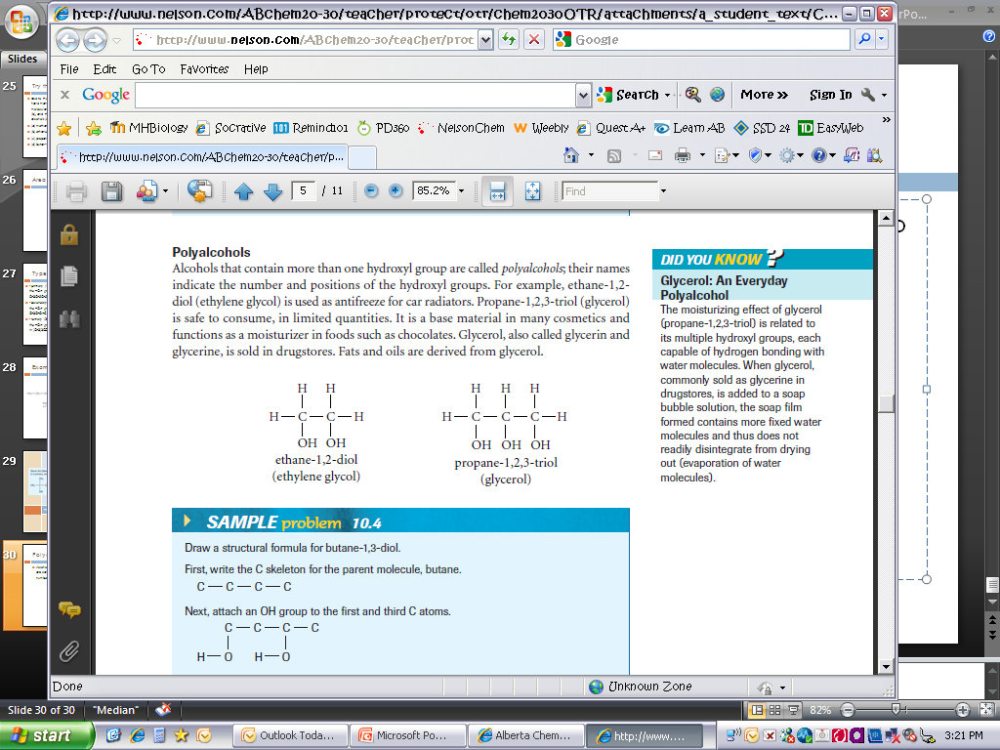 http://www.nelson.com/ABchem20-30/teacher/protect/otr/Chem2030OTR/attachments/a_student_text/C...
http://www.nelson.com/ABchem20-30/teacher/prot
Google
File Edit Go To Favorites Help
x Google Search More >> Sign In
MHBiology Socrative Remind101 PD360 NelsonChem Weebly Quest A+ Learn AB SSD 24 EasyWeb »
http://www.nelson.com/ABchem20-30/teacher/p...
5 / 11 85.2% Find
Slides
25
26
27
28
29
30
Polyalcohols
Alcohols that contain more than one hydroxyl group are called polyalcohols; their names
indicate the number and positions of the hydroxyl groups. For example, ethane-1,2-
diol (ethylene glycol) is used as antifreeze for car radiators. Propane-1,2,3-triol (glycerol)
is safe to consume, in limited quantities. It is a base material in many cosmetics and
functions as a moisturizer in foods such as chocolates. Glycerol, also called glycerin and
glycerine, is sold in drugstores. Fats and oils are derived from glycerol.
H H
H—C—C—H
OH OH
ethane-1,2-diol
(ethylene glycol)
H H H
H—C—C—C—H
OH OH OH
propane-1,2,3-triol
(glycerol)
DID YOU KNOW ?
Glycerol: An Everyday
Polyalcohol
The moisturizing effect of glycerol
(propane-1,2,3-triol) is related to
its multiple hydroxyl groups, each
capable of hydrogen bonding with
water molecules. When glycerol,
commonly sold as glycerine in
drugstores, is added to a soap
bubble solution, the soap film
formed contains more fixed water
molecules and thus does not
readily disintegrate from drying
out (evaporation of water
molecules).
SAMPLE problem 10.4
Draw a structural formula for butane-1,3-diol.
First, write the C skeleton for the parent molecule, butane.
C—C—C—C
Next, attach an OH group to the first and third C atoms.
C—C—C—C
H—O H—O
Done Unknown Zone
Slide 30 of 30 "Median" 82%
start Outlook Toda... Microsoft Po... Alberta Chem... http://www.... 3:21 PM